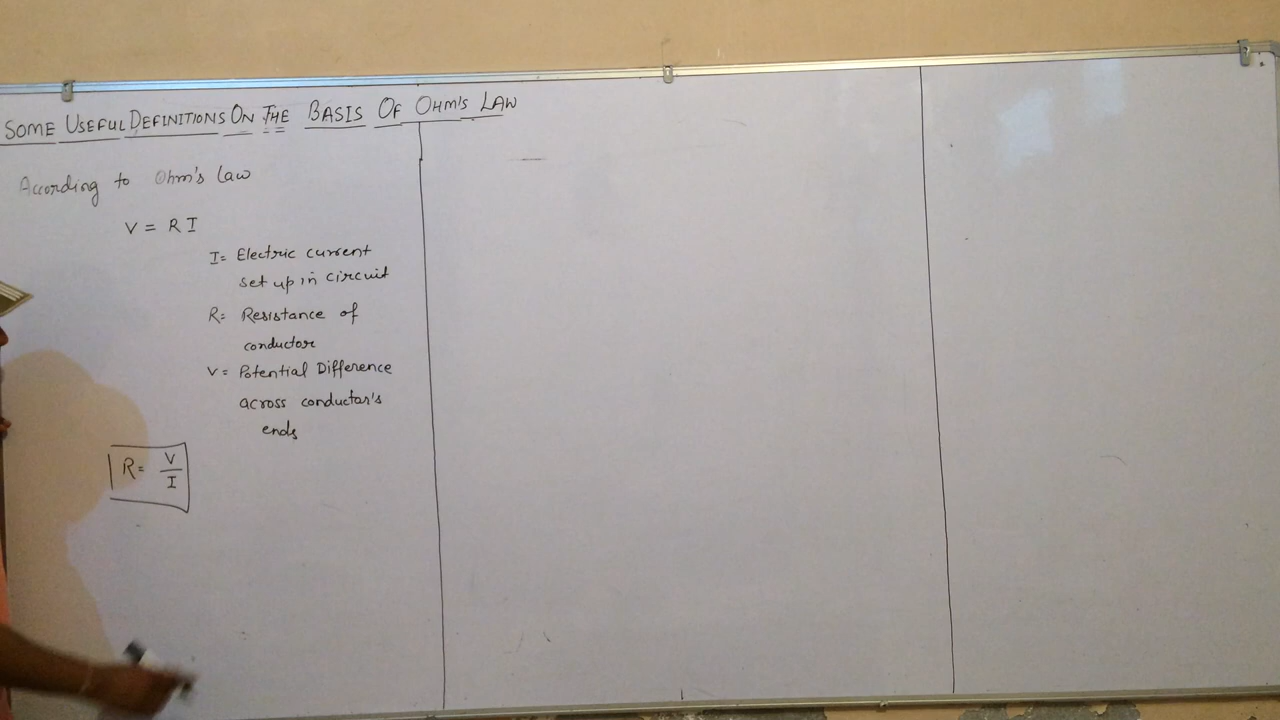 SOME USEFUL DEFINITIONS ON THE BASIS OF OHM'S LAW
According to Ohm's Law
V = R I
I= Electric current
set up in circuit
R= Resistance of
conductor
V= Potential Difference
across conductor's
ends
R= V/I